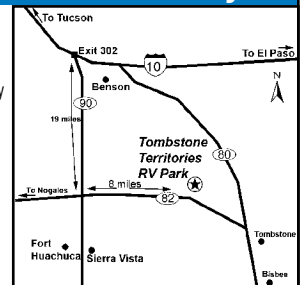 To Tucson
Exit 302
10
To El Paso
N
Benson
90
19 miles
Tombstone
Territories
RV Park
80
To Nogales
8 miles
82
Tombstone
Fort
Huachuca
Sierra Vista
Bisbee